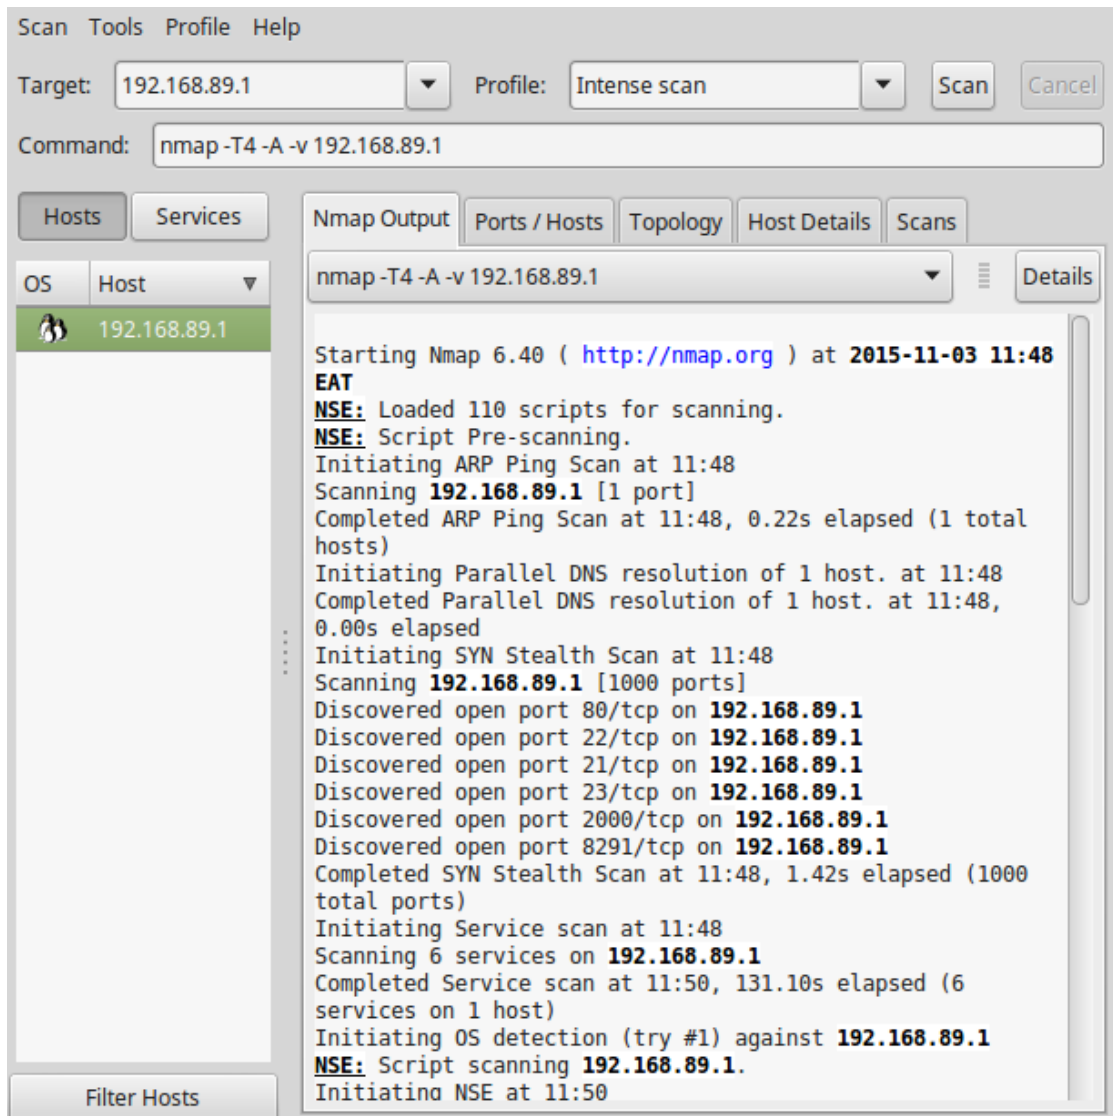 Scan Tools Profile Help
Target: 192.168.89.1 Profile: Intense scan Scan Cancel
Command: nmap -T4 -A -v 192.168.89.1
Hosts Services
Nmap Output Ports / Hosts Topology Host Details Scans
OS Host
nmap -T4 -A -v 192.168.89.1 Details
192.168.89.1
Starting Nmap 6.40 ( http://nmap.org ) at 2015-11-03 11:48
EAT
NSE: Loaded 110 scripts for scanning.
NSE: Script Pre-scanning.
Initiating ARP Ping Scan at 11:48
Scanning 192.168.89.1 [1 port]
Completed ARP Ping Scan at 11:48, 0.22s elapsed (1 total
hosts)
Initiating Parallel DNS resolution of 1 host. at 11:48
Completed Parallel DNS resolution of 1 host. at 11:48,
0.00s elapsed
Initiating SYN Stealth Scan at 11:48
Scanning 192.168.89.1 [1000 ports]
Discovered open port 80/tcp on 192.168.89.1
Discovered open port 22/tcp on 192.168.89.1
Discovered open port 21/tcp on 192.168.89.1
Discovered open port 23/tcp on 192.168.89.1
Discovered open port 2000/tcp on 192.168.89.1
Discovered open port 8291/tcp on 192.168.89.1
Completed SYN Stealth Scan at 11:48, 1.42s elapsed (1000
total ports)
Initiating Service scan at 11:48
Scanning 6 services on 192.168.89.1
Completed Service scan at 11:50, 131.10s elapsed (6
services on 1 host)
Initiating OS detection (try #1) against 192.168.89.1
NSE: Script scanning 192.168.89.1.
Initiating NSE at 11:50
Filter Hosts